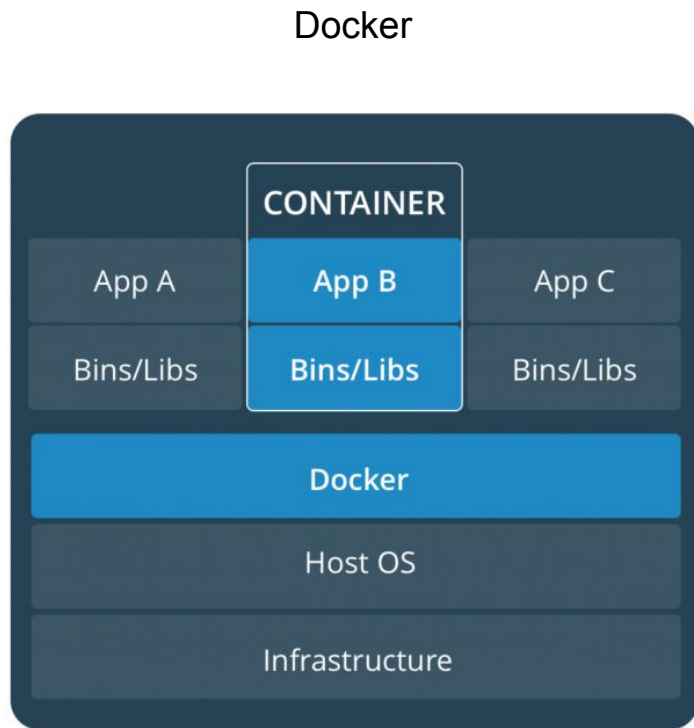 Docker
CONTAINER
App A
App B
App C
Bins/Libs
Bins/Libs
Bins/Libs
Docker
Host OS
Infrastructure